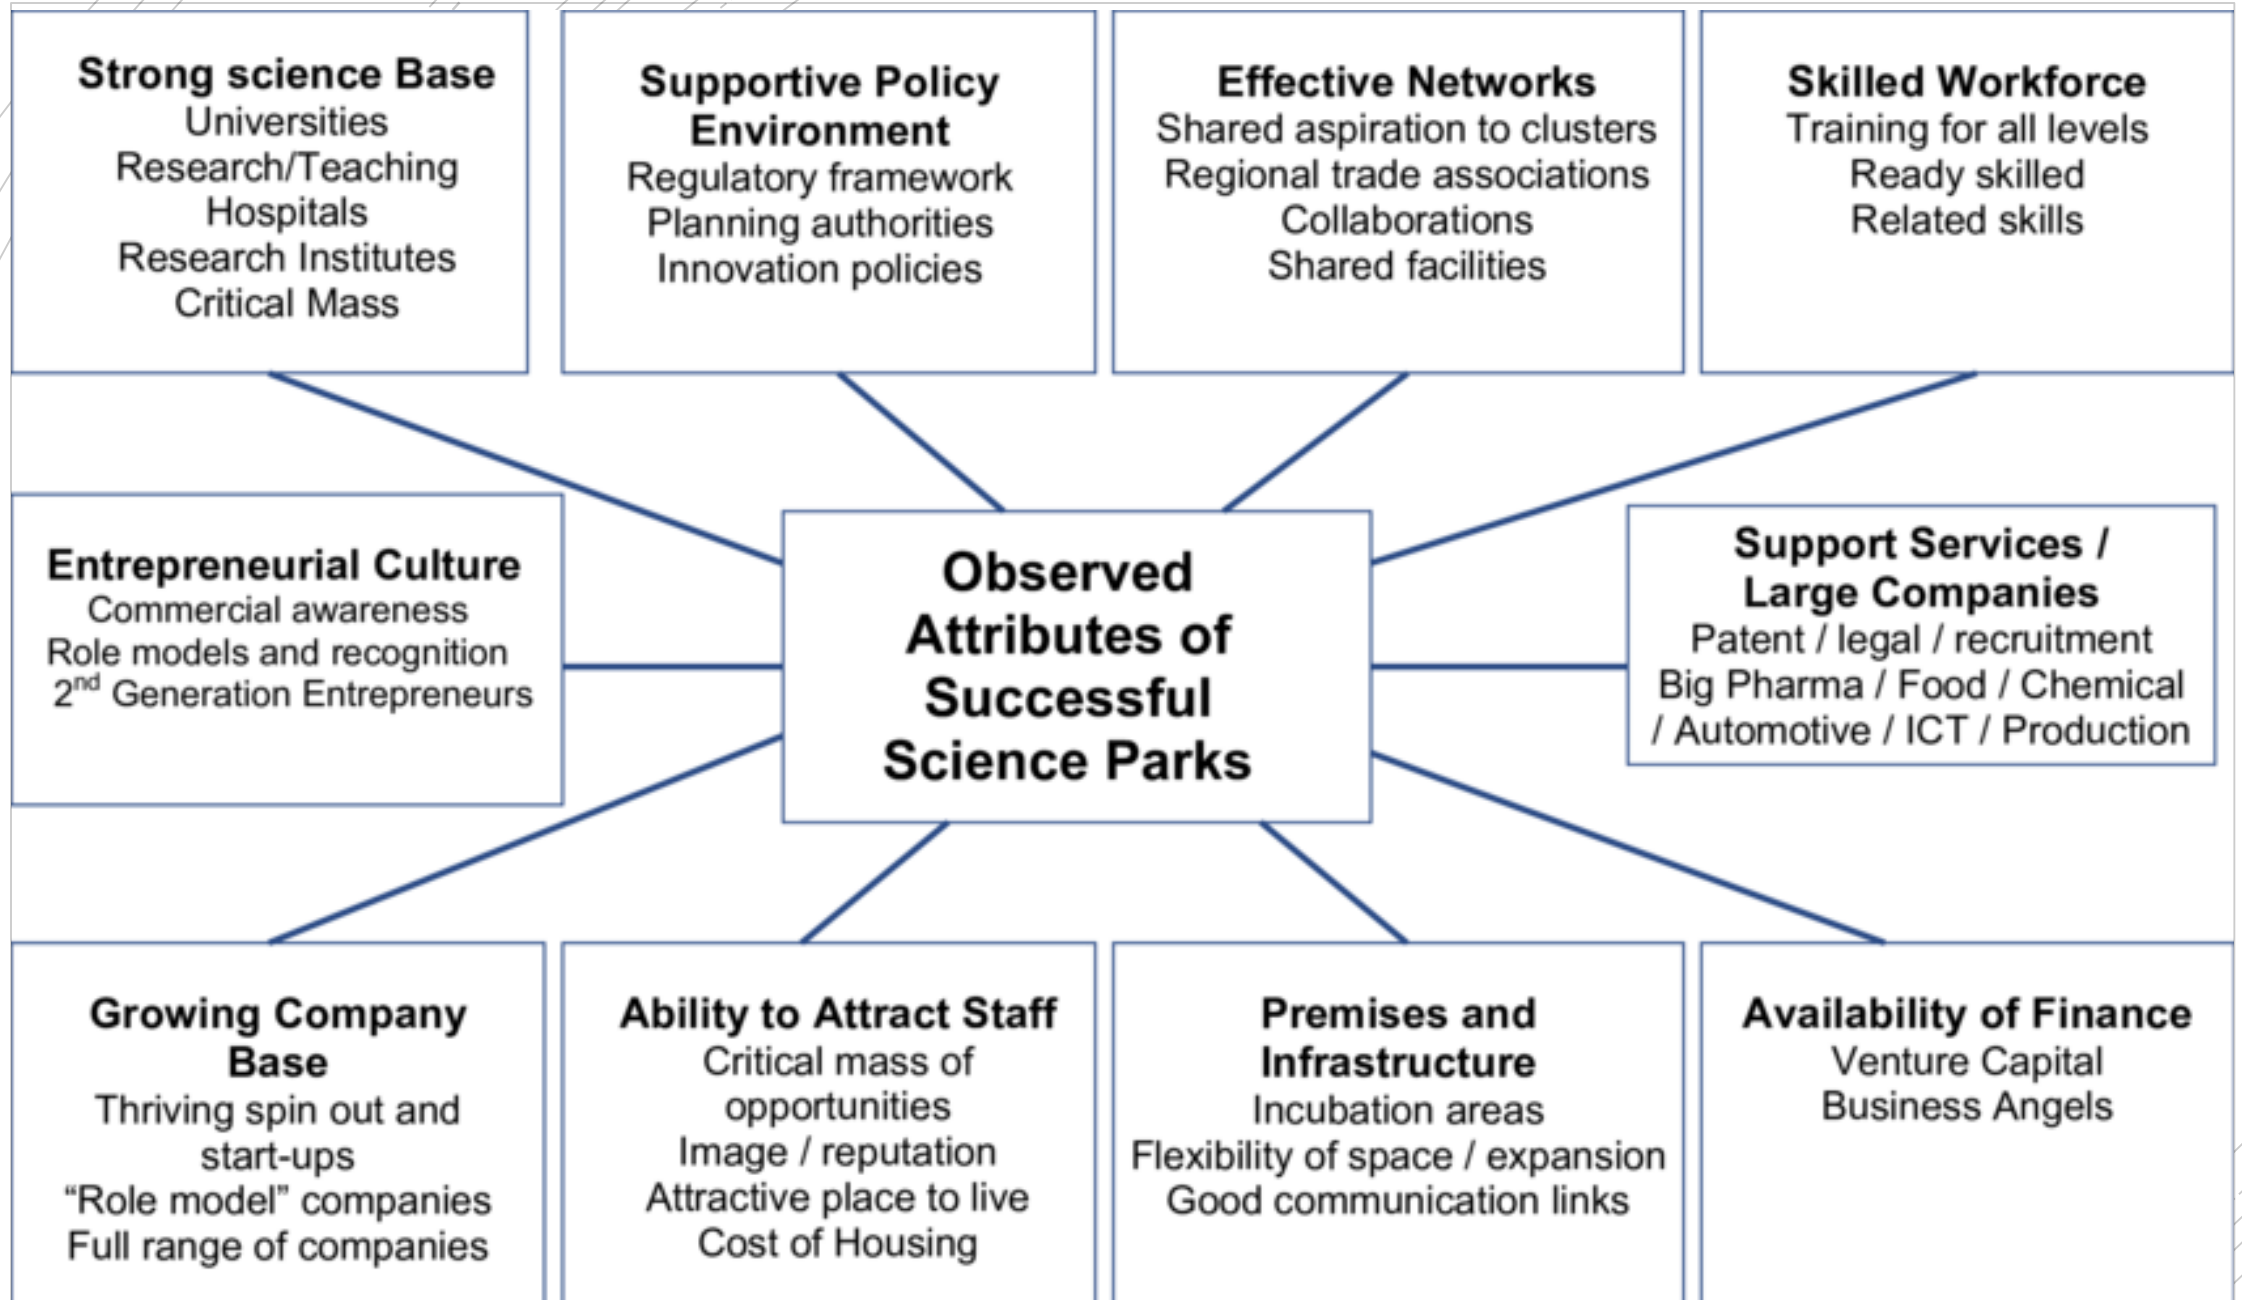 Strong science Base
Universities
Research/Teaching
Hospitals
Research Institutes
Critical Mass
Supportive Policy
Environment
Regulatory framework
Planning authorities
Innovation policies
Effective Networks
Shared aspiration to clusters
Regional trade associations
Collaborations
Shared facilities
Skilled Workforce
Training for all levels
Ready skilled
Related skills
Entrepreneurial Culture
Commercial awareness
Role models and recognition
2nd Generation Entrepreneurs
Observed
Attributes of
Successful
Science Parks
Support Services /
Large Companies
Patent / legal / recruitment
Big Pharma / Food / Chemical
/ Automotive / ICT / Production
Growing Company
Base
Thriving spin out and
start-ups
“Role model” companies
Full range of companies
Ability to Attract Staff
Critical mass of
opportunities
Image / reputation
Attractive place to live
Cost of Housing
Premises and
Infrastructure
Incubation areas
Flexibility of space / expansion
Good communication links
Availability of Finance
Venture Capital
Business Angels